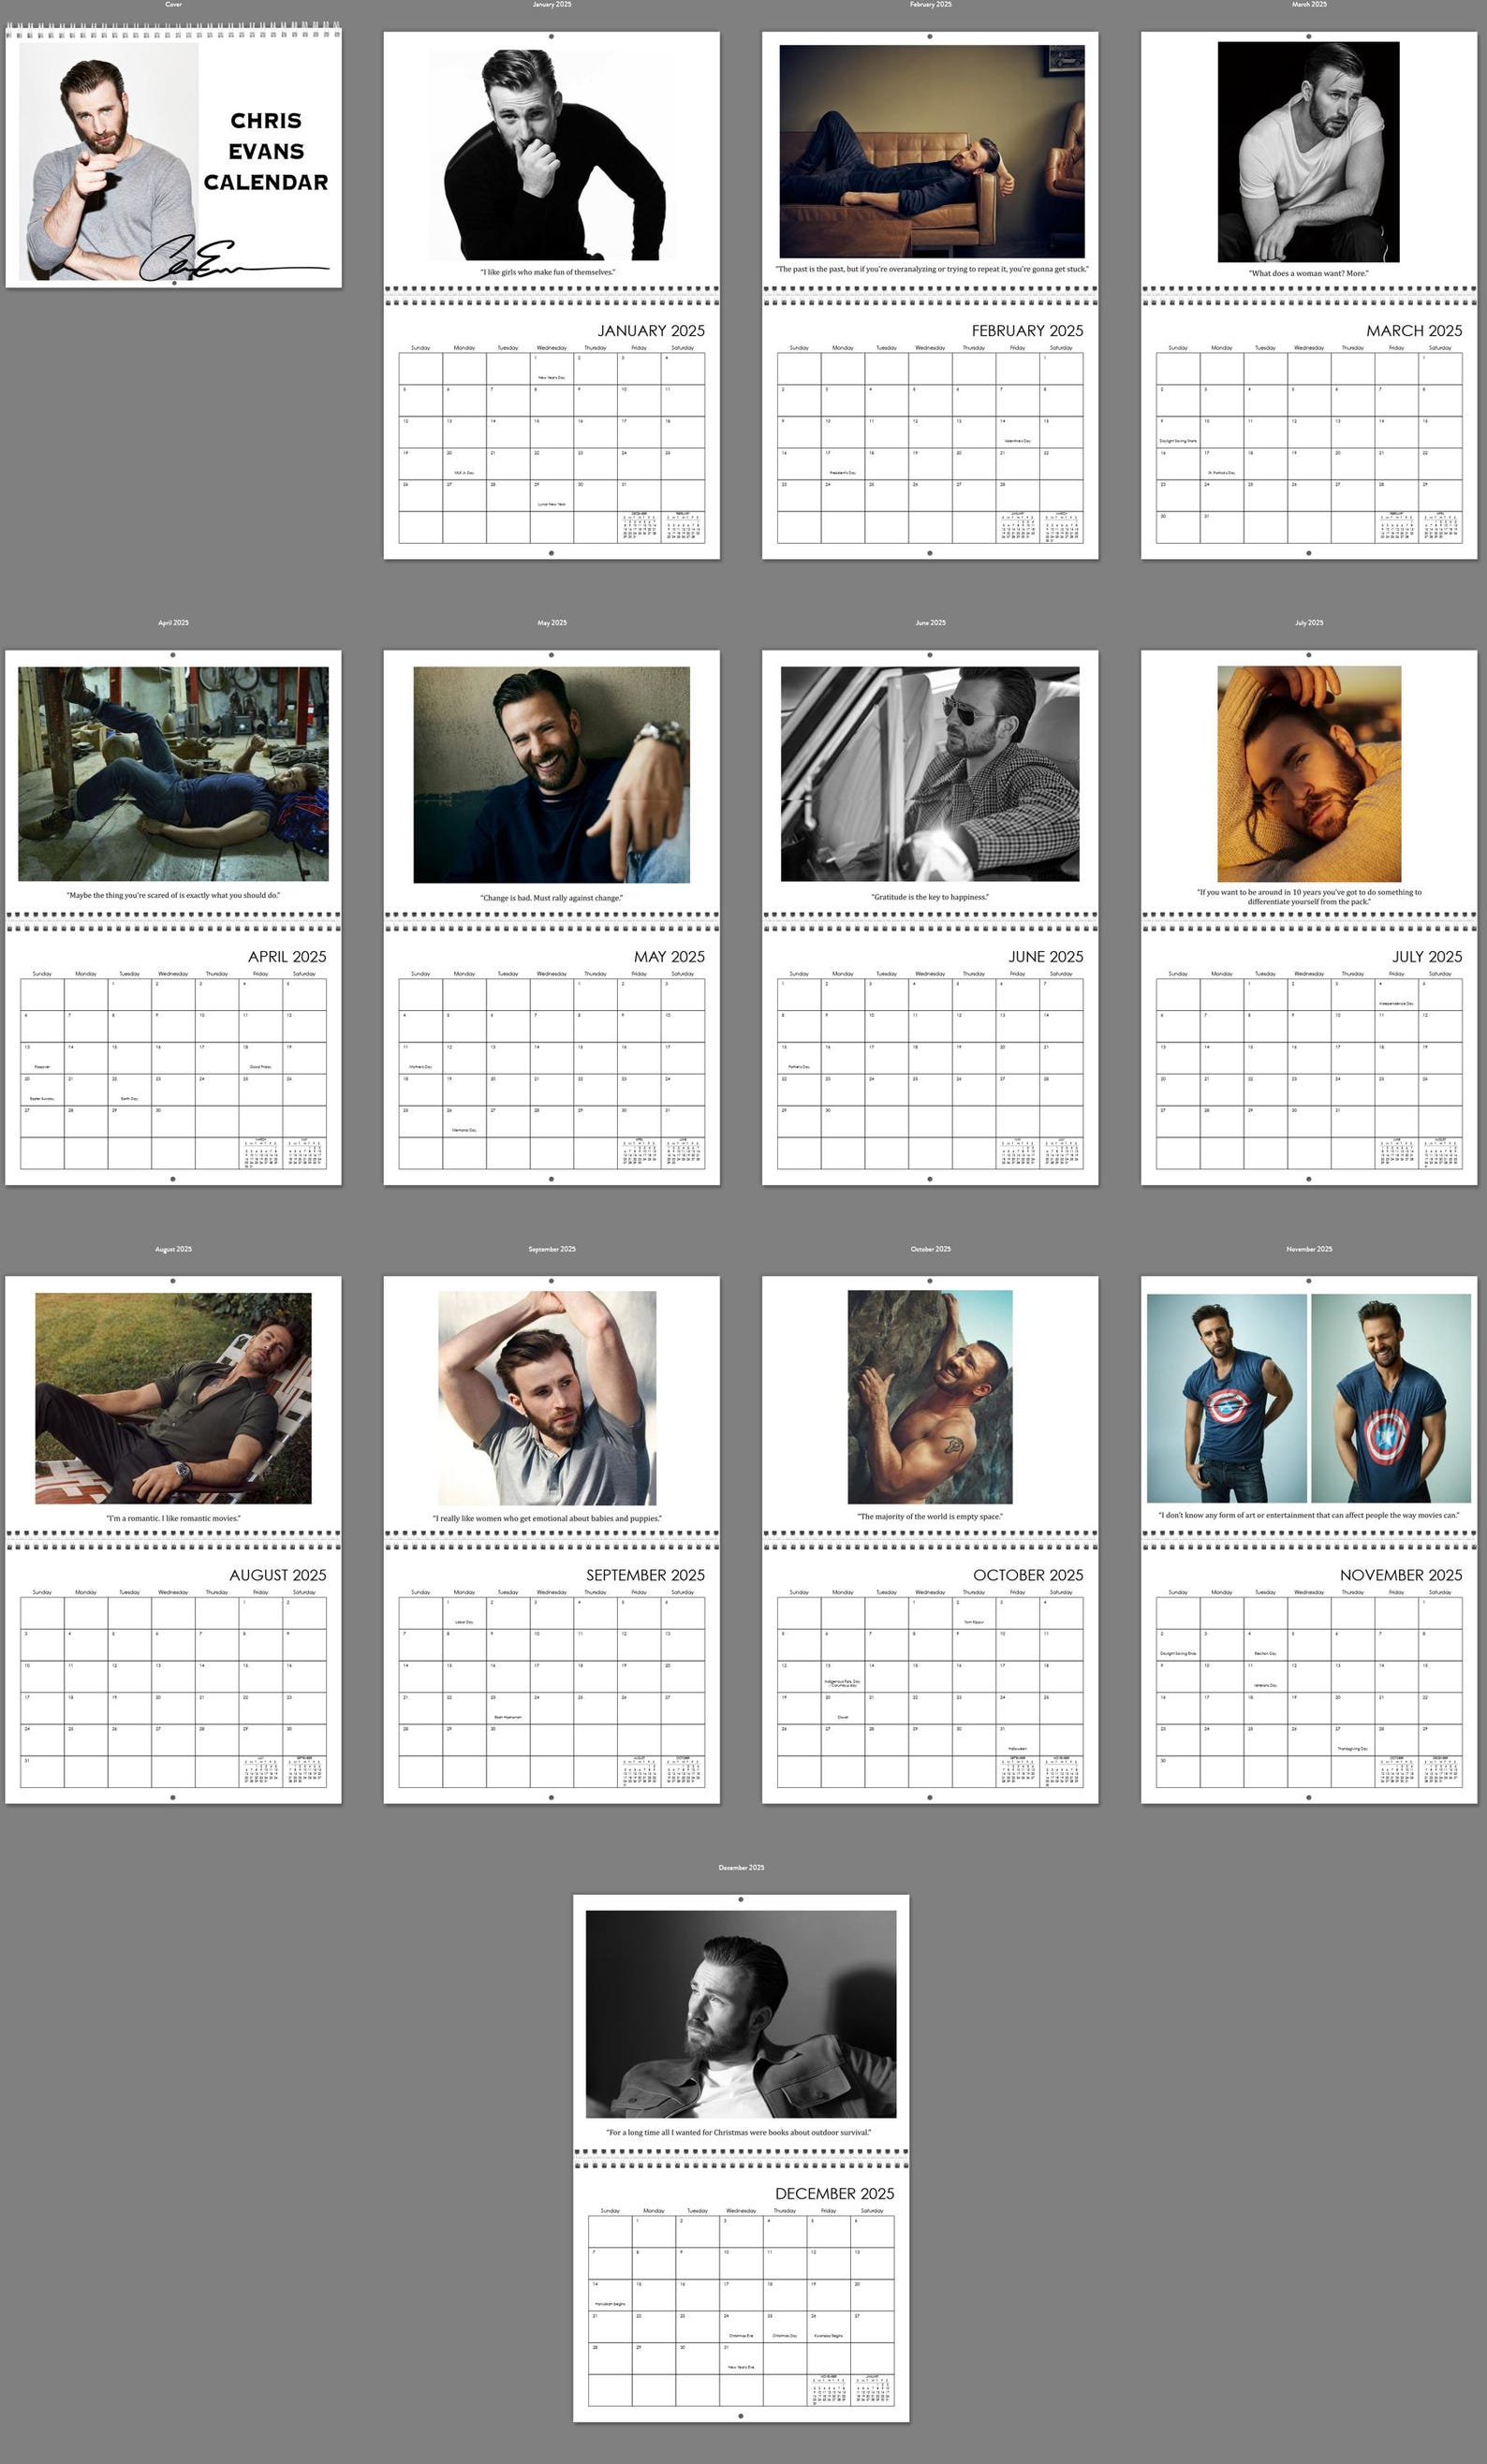 Cover
January 2025
February 2025
March 2025
CHRIS
EVANS
CALENDAR
"I like girls who make fun of themselves."
"The past is the past, but if you're overanalyzing or trying to repeat it, you're gonna get stuck."
"What does a woman want? More."
JANUARY 2025
Sunday Monday Tuesday Wednesday Thursday Friday Saturday
1 2 3 4
New Year's Day
5 6 7 8 9 10 11
12 13 14 15 16 17 18
19 20 21 22 23 24 25
MLK Jr. Day
26 27 28 29 30 31
Lunar New Year
DECEMBER FEBRUARY
FEBRUARY 2025
Sunday Monday Tuesday Wednesday Thursday Friday Saturday
1
2 3 4 5 6 7 8
9 10 11 12 13 14 15
Valentine's Day
16 17 18 19 20 21 22
President's Day
23 24 25 26 27 28
JANUARY MARCH
MARCH 2025
Sunday Monday Tuesday Wednesday Thursday Friday Saturday
1
2 3 4 5 6 7 8
9 10 11 12 13 14 15
Daylight Saving Starts
16 17 18 19 20 21 22
St. Patrick's Day
23 24 25 26 27 28 29
30 31
FEBRUARY APRIL
April 2025
May 2025
June 2025
July 2025
"Maybe the thing you're scared of is exactly what you should do."
"Change is bad. Must rally against change."
"Gratitude is the key to happiness."
"If you want to be around in 10 years you've got to do something to
differentiate yourself from the pack."
APRIL 2025
Sunday Monday Tuesday Wednesday Thursday Friday Saturday
1 2 3 4 5
6 7 8 9 10 11 12
13 14 15 16 17 18 19
Passover Good Friday
20 21 22 23 24 25 26
Easter Sunday Earth Day
27 28 29 30
MARCH MAY
MAY 2025
Sunday Monday Tuesday Wednesday Thursday Friday Saturday
1 2 3
4 5 6 7 8 9 10
11 12 13 14 15 16 17
Mother's Day
18 19 20 21 22 23 24
25 26 27 28 29 30 31
Memorial Day
APRIL JUNE
JUNE 2025
Sunday Monday Tuesday Wednesday Thursday Friday Saturday
1 2 3 4 5 6 7
8 9 10 11 12 13 14
15 16 17 18 19 20 21
Father's Day
22 23 24 25 26 27 28
29 30
MAY JULY
JULY 2025
Sunday Monday Tuesday Wednesday Thursday Friday Saturday
1 2 3 4 5
Independence Day
6 7 8 9 10 11 12
13 14 15 16 17 18 19
20 21 22 23 24 25 26
27 28 29 30 31
JUNE AUGUST
August 2025
September 2025
October 2025
November 2025
"I'm a romantic. I like romantic movies."
"I really like women who get emotional about babies and puppies."
"The majority of the world is empty space."
"I don't know any form of art or entertainment that can affect people the way movies can."
AUGUST 2025
Sunday Monday Tuesday Wednesday Thursday Friday Saturday
1 2
3 4 5 6 7 8 9
10 11 12 13 14 15 16
17 18 19 20 21 22 23
24 25 26 27 28 29 30
31
JULY SEPTEMBER
SEPTEMBER 2025
Sunday Monday Tuesday Wednesday Thursday Friday Saturday
1 2 3 4 5 6
Labor Day
7 8 9 10 11 12 13
14 15 16 17 18 19 20
21 22 23 24 25 26 27
Rosh Hashanah
28 29 30
AUGUST OCTOBER
OCTOBER 2025
Sunday Monday Tuesday Wednesday Thursday Friday Saturday
1 2 3 4
Yom Kippur
5 6 7 8 9 10 11
12 13 14 15 16 17 18
Indigenous Day
/ Columbus day
19 20 21 22 23 24 25
Diwali
26 27 28 29 30 31
Halloween
SEPTEMBER NOVEMBER
NOVEMBER 2025
Sunday Monday Tuesday Wednesday Thursday Friday Saturday
1
2 3 4 5 6 7 8
Daylight Saving Ends Election Day
9 10 11 12 13 14 15
Veterans Day
16 17 18 19 20 21 22
23 24 25 26 27 28 29
Thanksgiving Day
30
OCTOBER DECEMBER
December 2025
"For a long time all I wanted for Christmas were books about outdoor survival."
DECEMBER 2025
Sunday Monday Tuesday Wednesday Thursday Friday Saturday
1 2 3 4 5 6
7 8 9 10 11 12 13
14 15 16 17 18 19 20
Hanukkah Begins
21 22 23 24 25 26 27
Christmas Eve Christmas Day Kwanzaa Begins
28 29 30 31
New Year's Eve
NOVEMBER JANUARY